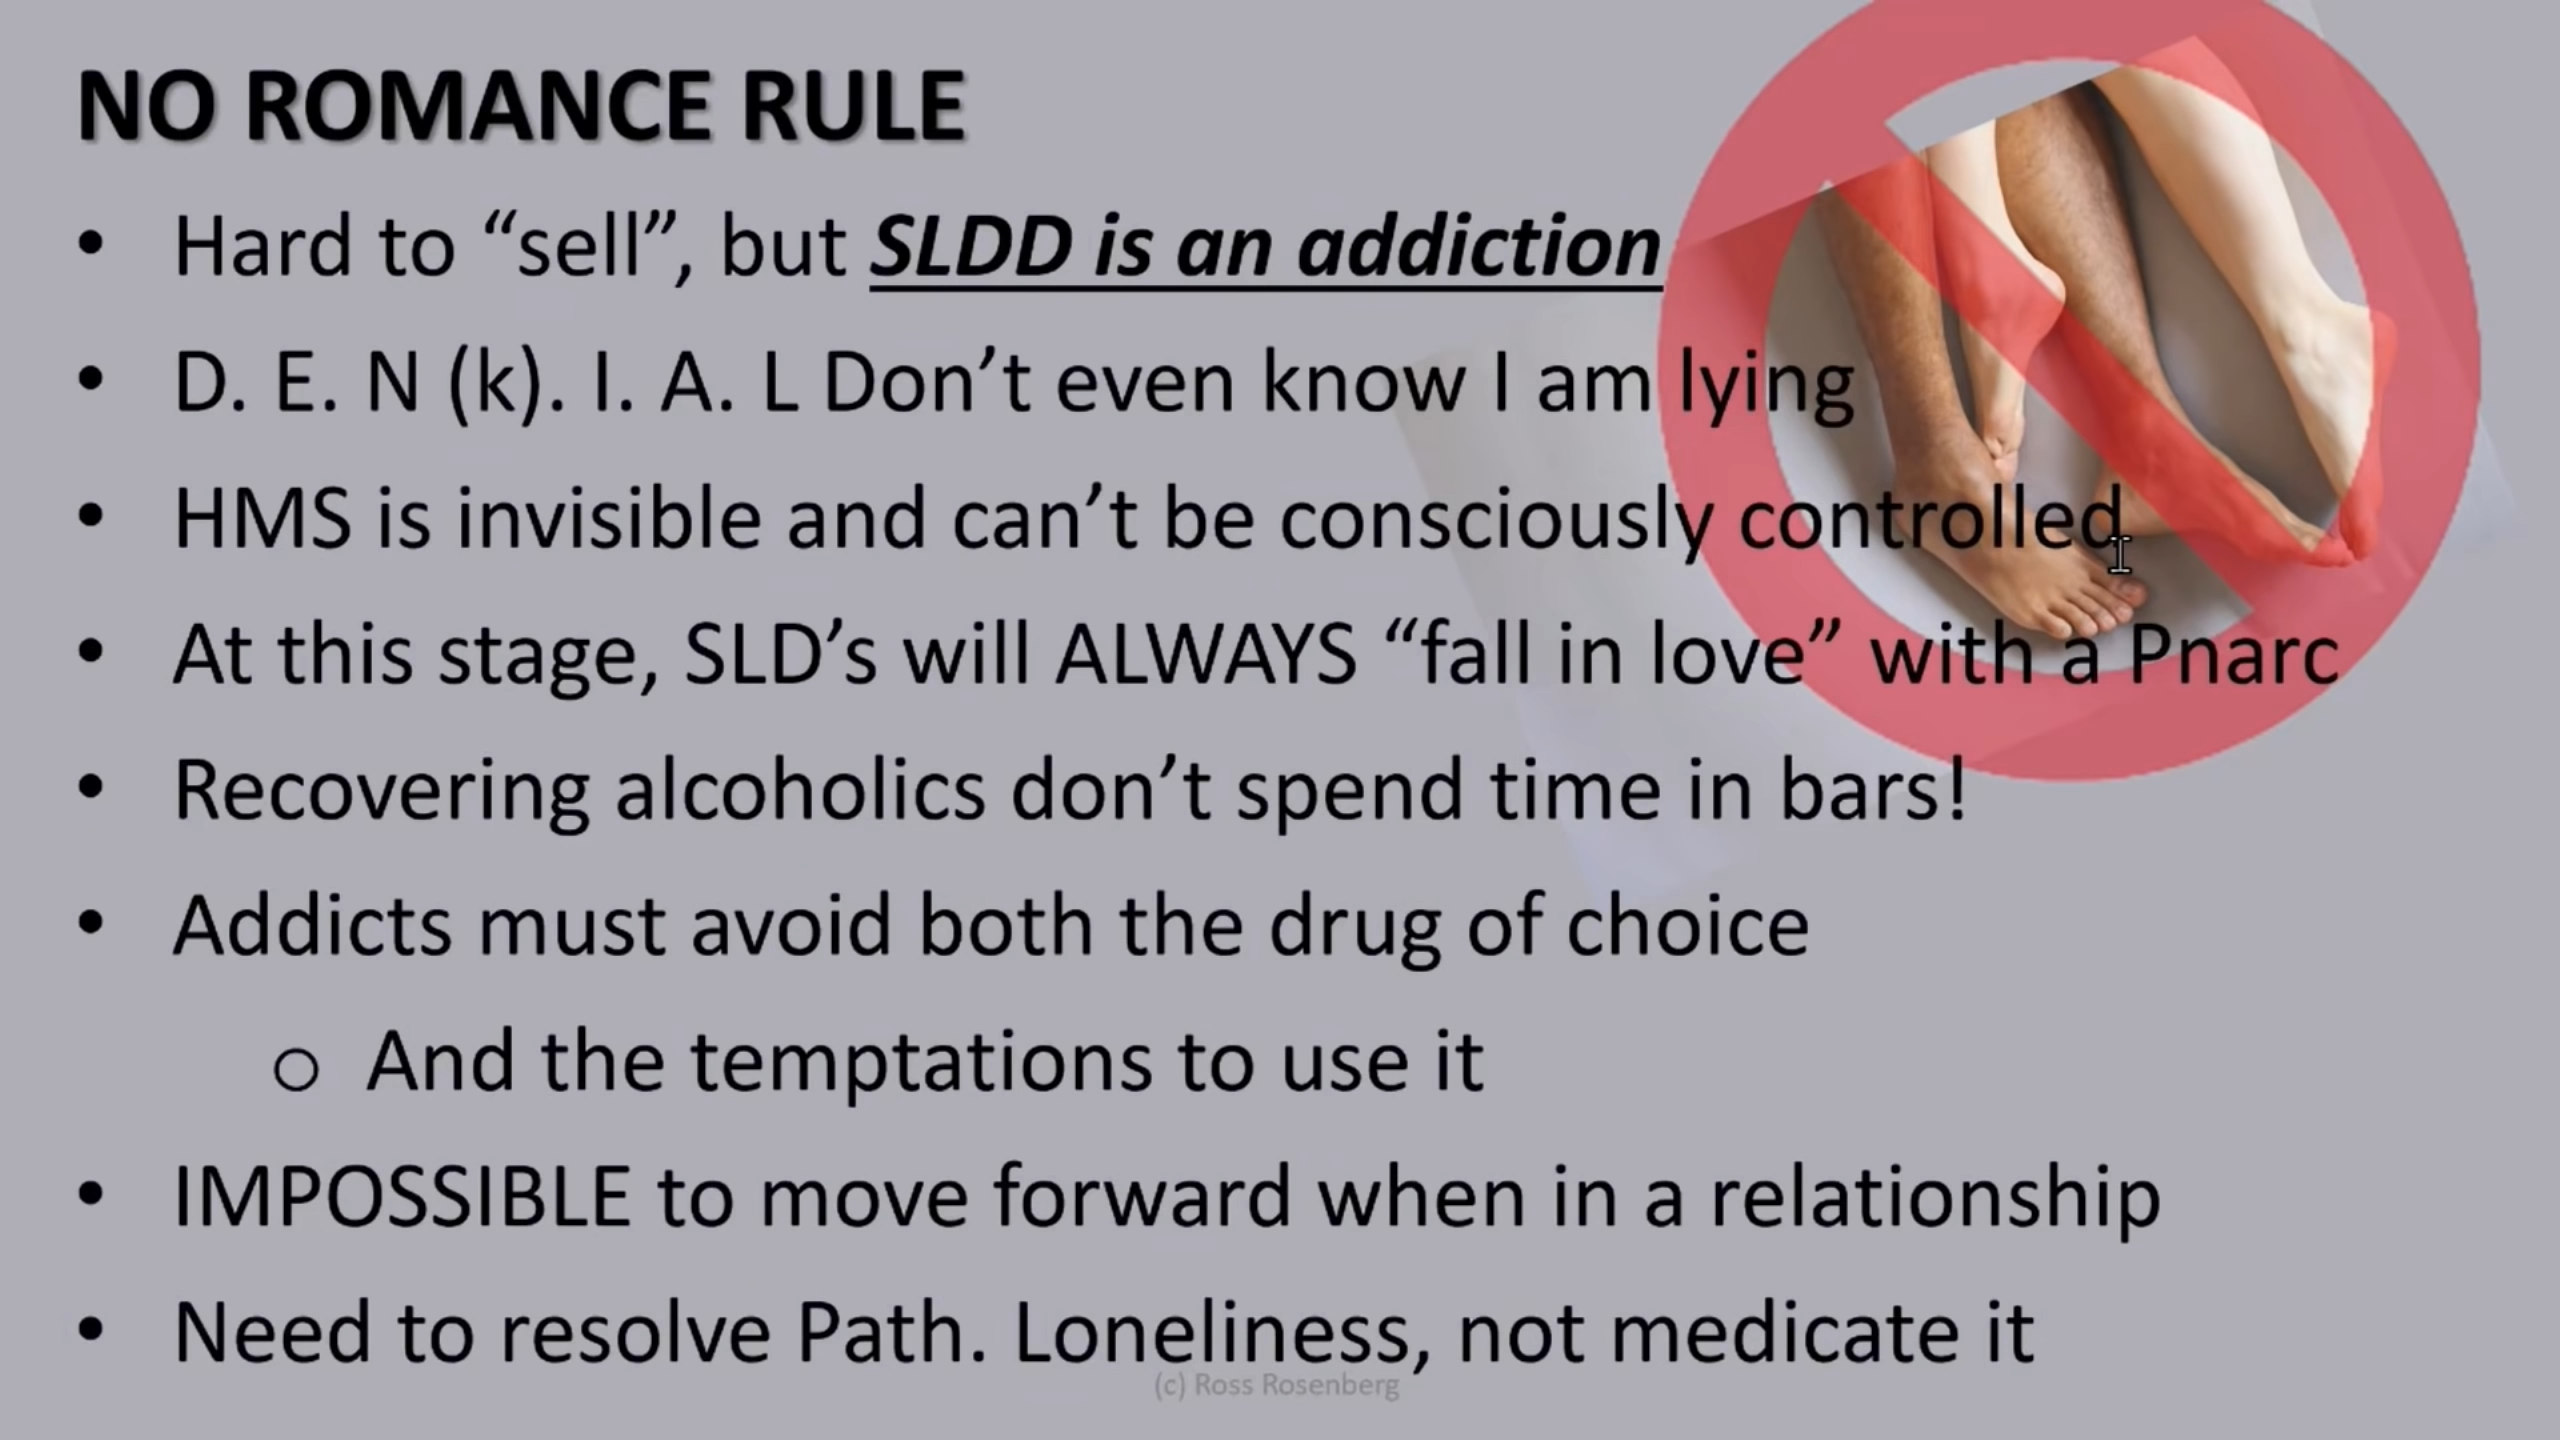 NO ROMANCE RULE
• Hard to “sell”, but SLDD is an addiction
• D. E. N (k). I. A. L Don’t even know I am lying
• HMS is invisible and can’t be consciously controlled
• At this stage, SLD’s will ALWAYS “fall in love” with a Pnarc
• Recovering alcoholics don’t spend time in bars!
• Addicts must avoid both the drug of choice
o And the temptations to use it
• IMPOSSIBLE to move forward when in a relationship
• Need to resolve Path. Loneliness, not medicate it
(c) Ross Rosenberg